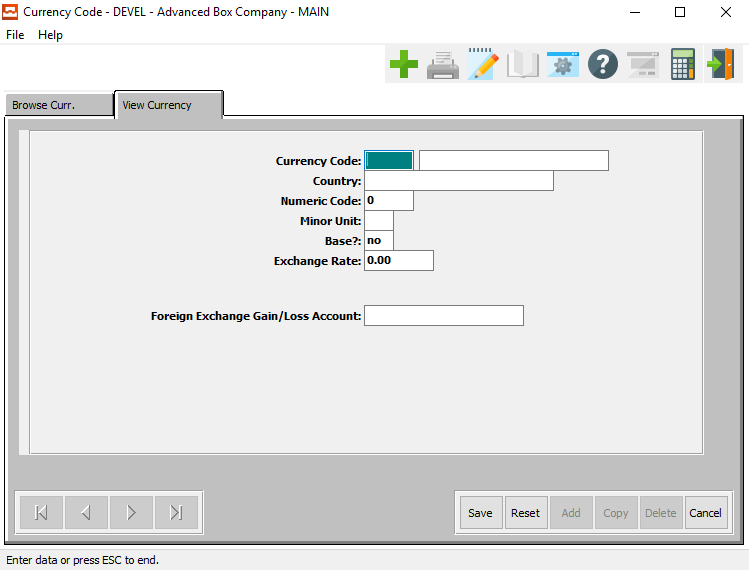 Currency Code - DEVEL - Advanced Box Company - MAIN
File Help
Browse Curr. View Currency
Currency Code:
Country:
Numeric Code: 0
Minor Unit:
Base?: no
Exchange Rate: 0.00
Foreign Exchange Gain/Loss Account:
Save Reset Add Copy Delete Cancel
Enter data or press ESC to end.